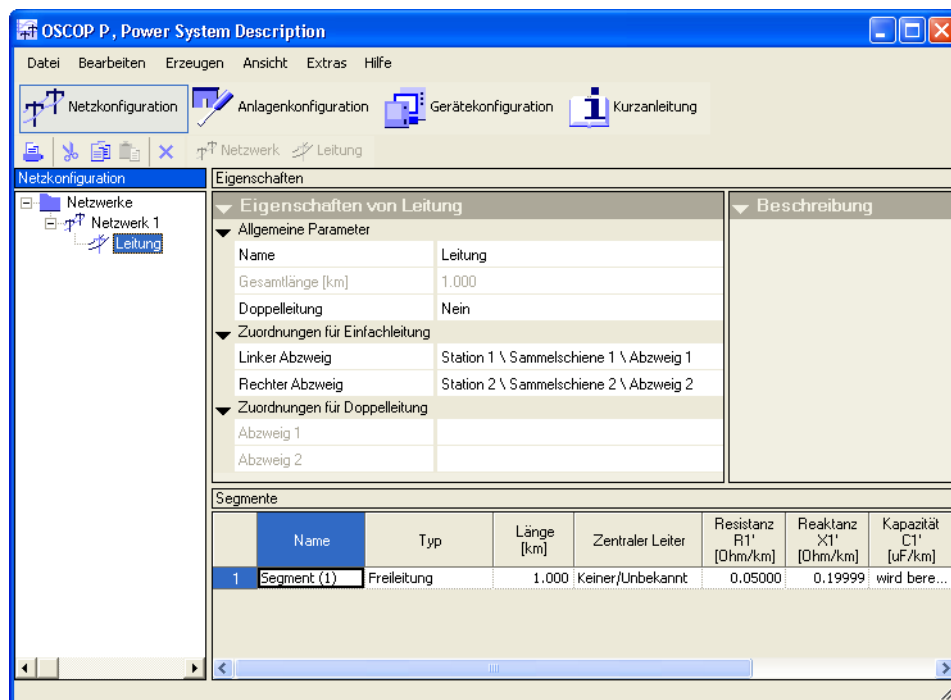 OSCOP P, Power System Description
Datei Bearbeiten Erzeugen Ansicht Extras Hilfe
Netzkonfiguration Anlagenkonfiguration Gerätekonfiguration Kurzanleitung
Netzwerk Leitung
Netzkonfiguration
Netzwerke
Netzwerk 1
Leitung
Eigenschaften
Eigenschaften von Leitung
Allgemeine Parameter
Name Leitung
Gesamtlänge [km] 1.000
Doppelleitung Nein
Zuordnungen für Einfachleitung
Linker Abzweig Station 1 \ Sammelschiene 1 \ Abzweig 1
Rechter Abzweig Station 2 \ Sammelschiene 2 \ Abzweig 2
Zuordnungen für Doppelleitung
Abzweig 1
Abzweig 2
Beschreibung
Segmente
Name Typ Länge [km] Zentraler Leiter Resistanz R1' [Ohm/km] Reaktanz X1' [Ohm/km] Kapazität C1' [uF/km]
1 Segment (1) Freileitung 1.000 Keiner/Unbekannt 0.05000 0.19999 wird bere...